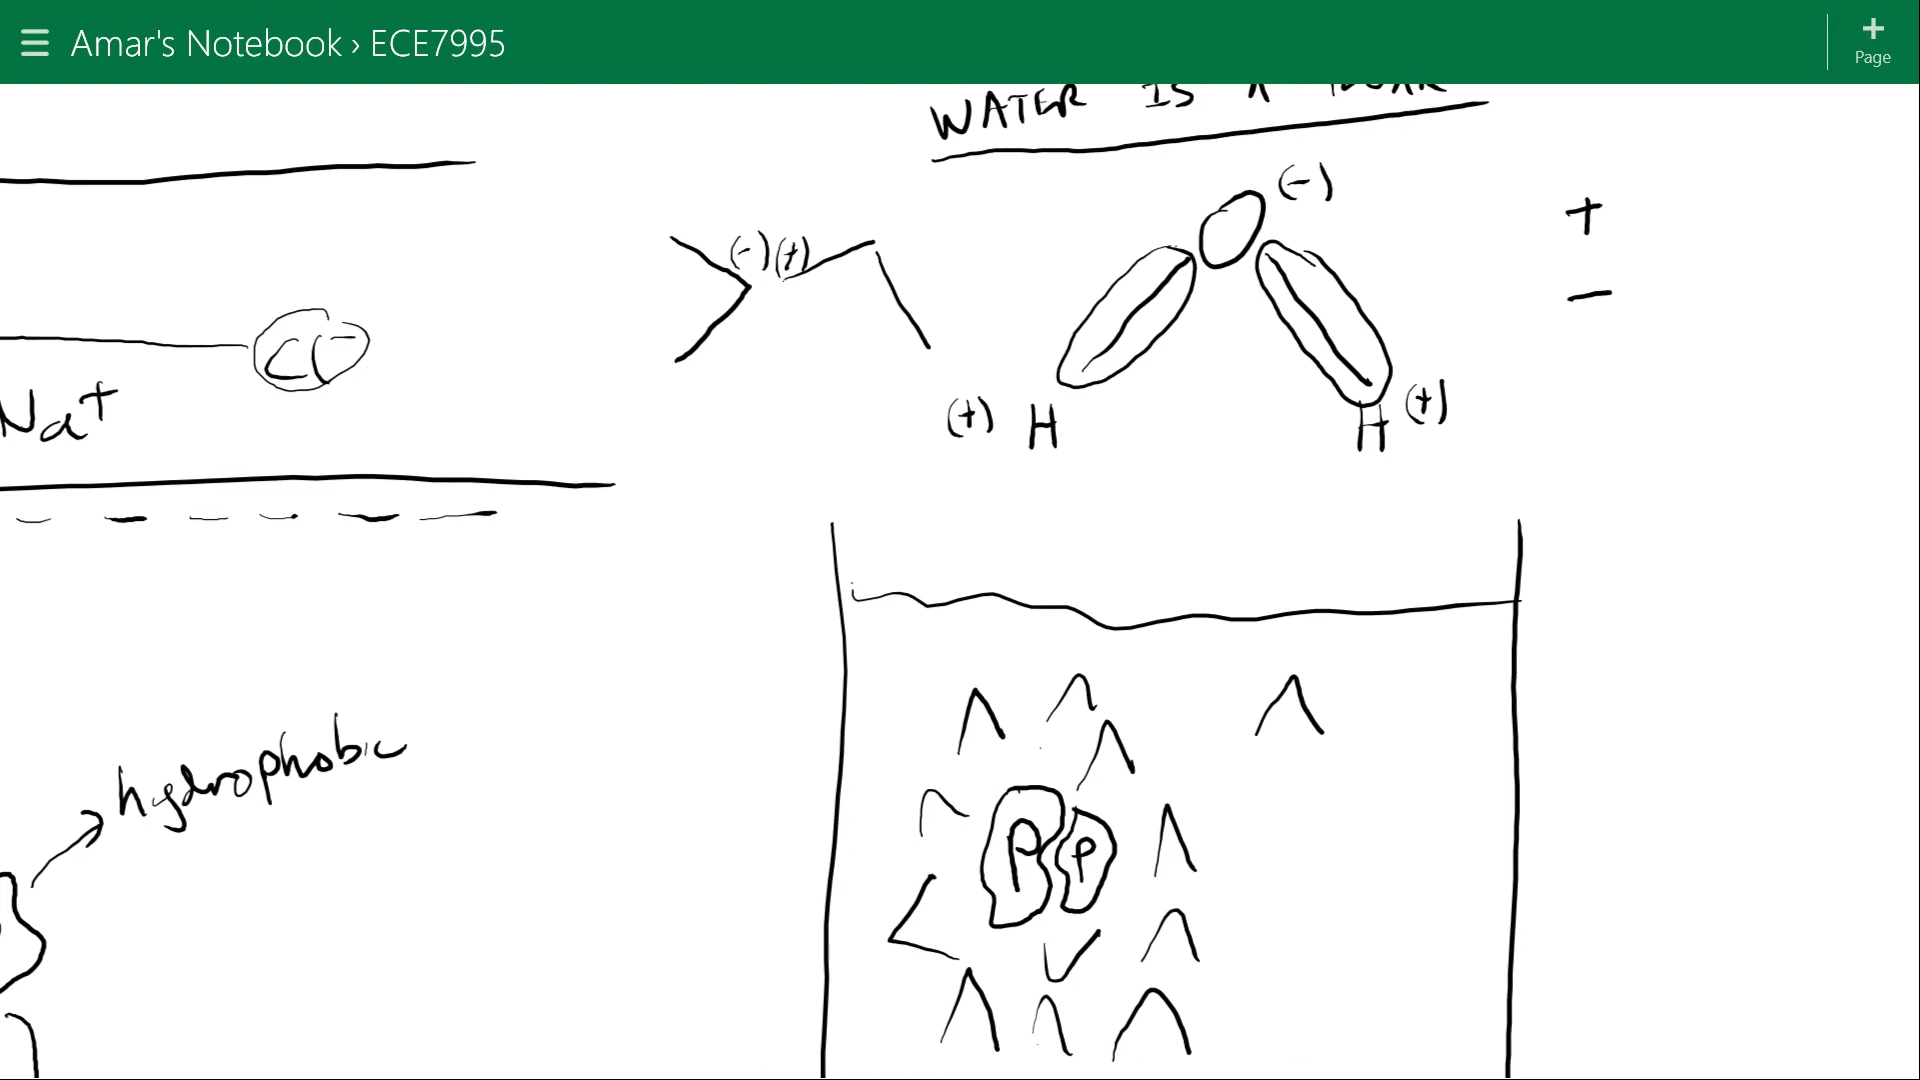 Amar's Notebook › ECE7995
+
Page
WATER IS A
(-)
+
(-) (+)
-
Cl-
Na+
(+) H
H (+)
hydrophobic
P P